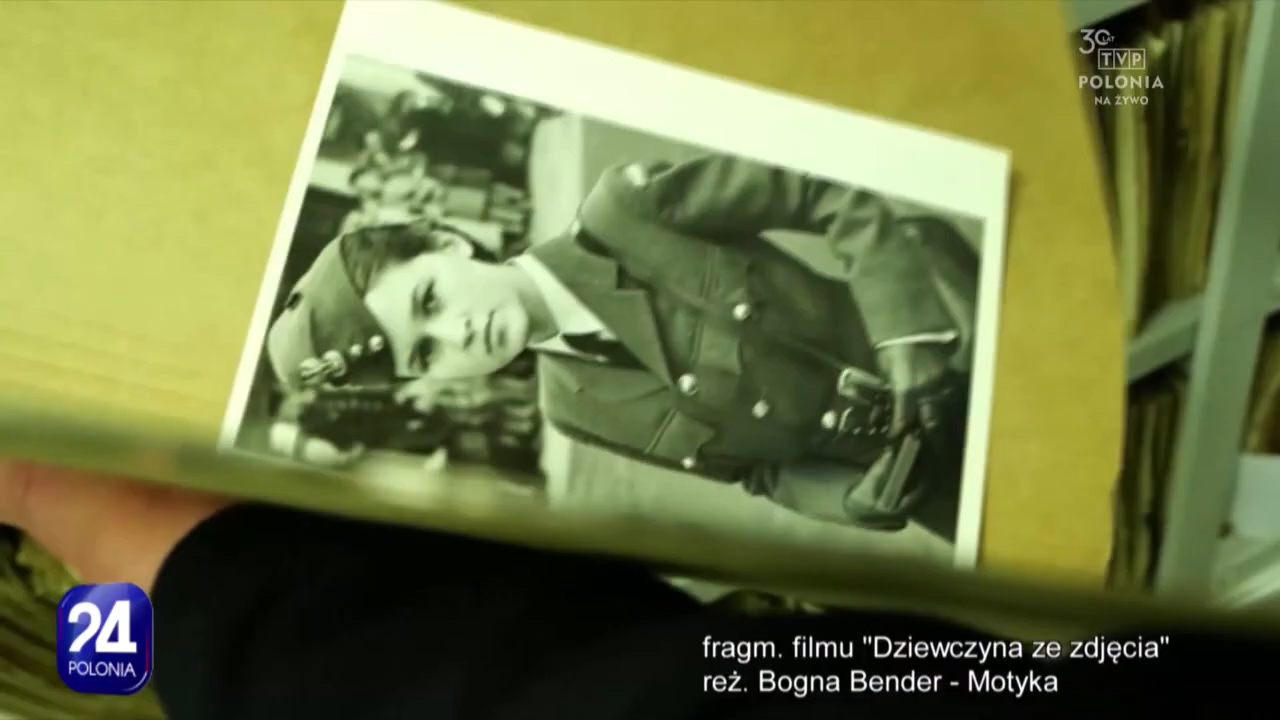 30 LAT
TVP
POLONIA
NA ŻYWO
24
POLONIA
fragm. filmu "Dziewczyna ze zdjęcia"
reż. Bogna Bender - Motyka